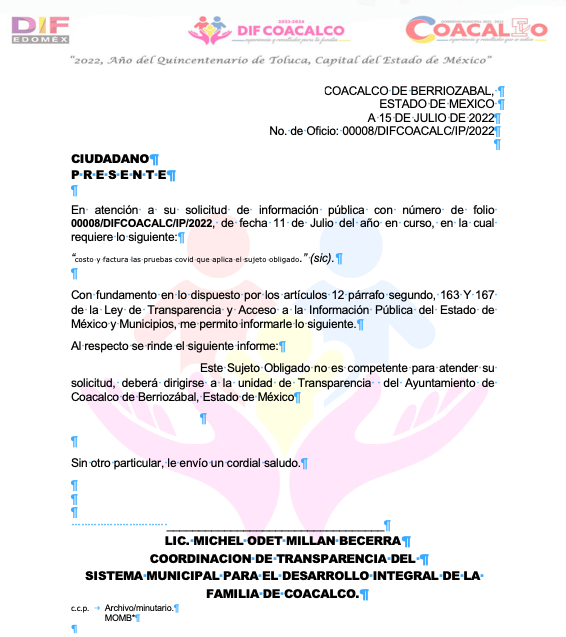 DIF
EDOMEX
2022-2024
DIF COACALCO
experiencia y resultados para la familia
COACALCO
"2022, Año del Quincentenario de Toluca, Capital del Estado de México"
COACALCO DE BERRIOZABAL,
ESTADO DE MEXICO
A 15 DE JULIO DE 2022
No. de Oficio: 00008/DIFCOACALC/IP/2022
CIUDADANO
P R E S E N T E
En atención a su solicitud de información pública con número de folio
00008/DIFCOACALC/IP/2022, de fecha 11 de Julio del año en curso, en la cual
requiere lo siguiente:
"costo y factura las pruebas covid que aplica el sujeto obligado." (sic).
Con fundamento en lo dispuesto por los artículos 12 párrafo segundo, 163 Y 167
de la Ley de Transparencia y Acceso a la Información Pública del Estado de
México y Municipios, me permito informarle lo siguiente.
Al respecto se rinde el siguiente informe:
Este Sujeto Obligado no es competente para atender su
solicitud, deberá dirigirse a la unidad de Transparencia del Ayuntamiento de
Coacalco de Berriozábal, Estado de México
Sin otro particular, le envío un cordial saludo.
LIC. MICHEL ODET MILLAN BECERRA
COORDINACION DE TRANSPARENCIA DEL
SISTEMA MUNICIPAL PARA EL DESARROLLO INTEGRAL DE LA
FAMILIA DE COACALCO.
c.c.p. Archivo/minutario.
MOMB*